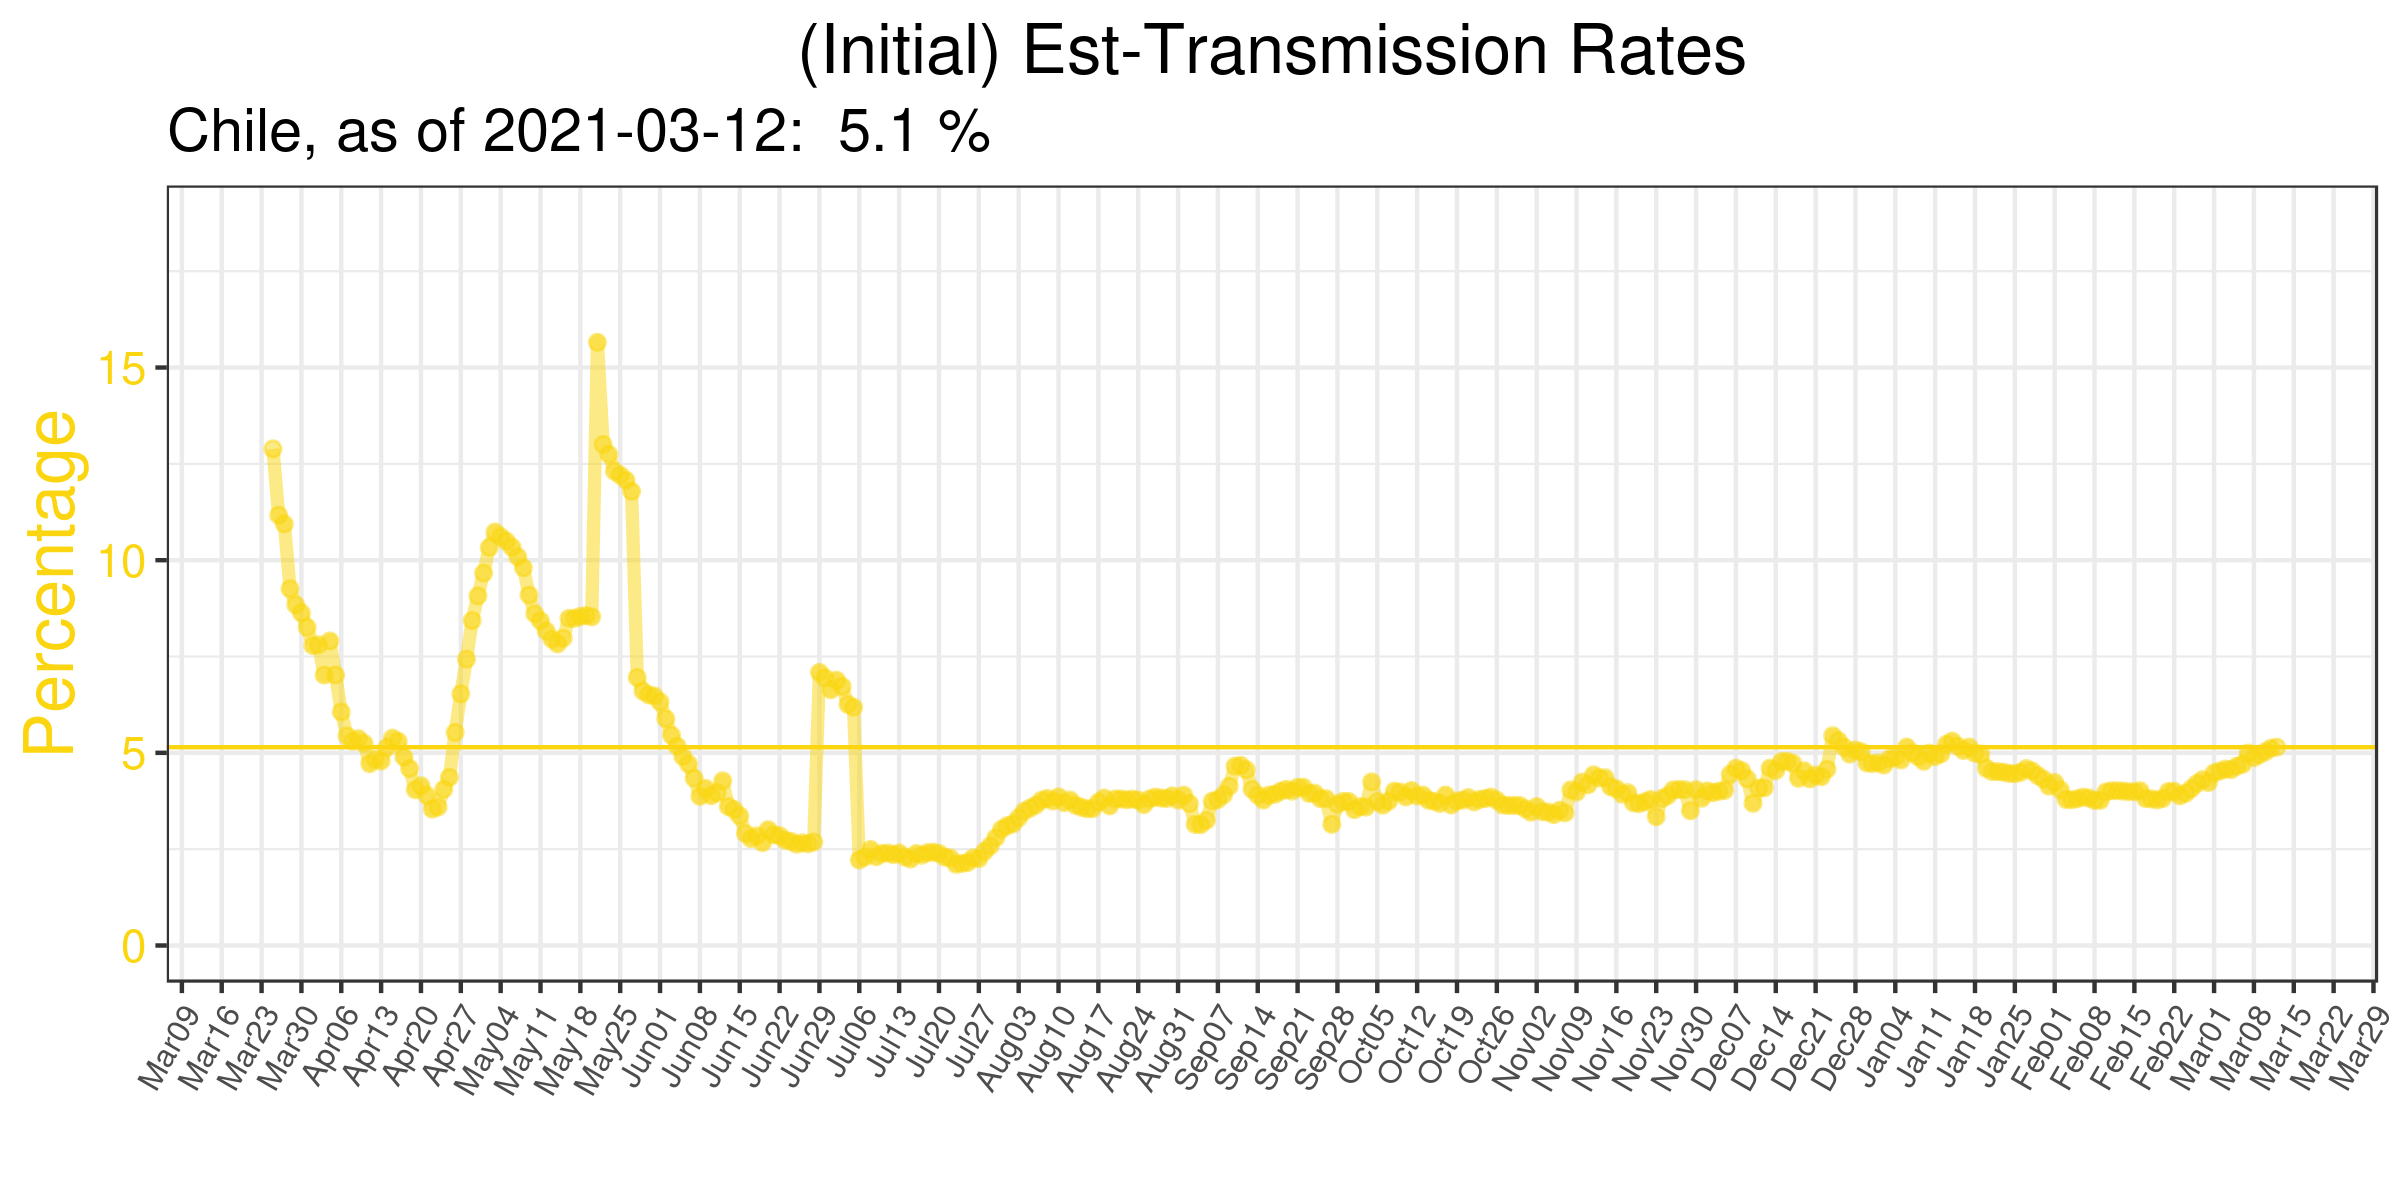 (Initial) Est-Transmission Rates
Chile, as of 2021-03-12:  5.1 %
Percentage
15
10
5
0
Mar09
Mar16
Mar23
Mar30
Apr06
Apr13
Apr20
Apr27
May04
May11
May18
May25
Jun01
Jun08
Jun15
Jun22
Jun29
Jul06
Jul13
Jul20
Jul27
Aug03
Aug10
Aug17
Aug24
Aug31
Sep07
Sep14
Sep21
Sep28
Oct05
Oct12
Oct19
Oct26
Nov02
Nov09
Nov16
Nov23
Nov30
Dec07
Dec14
Dec21
Dec28
Jan04
Jan11
Jan18
Jan25
Feb01
Feb08
Feb15
Feb22
Mar01
Mar08
Mar15
Mar22
Mar29